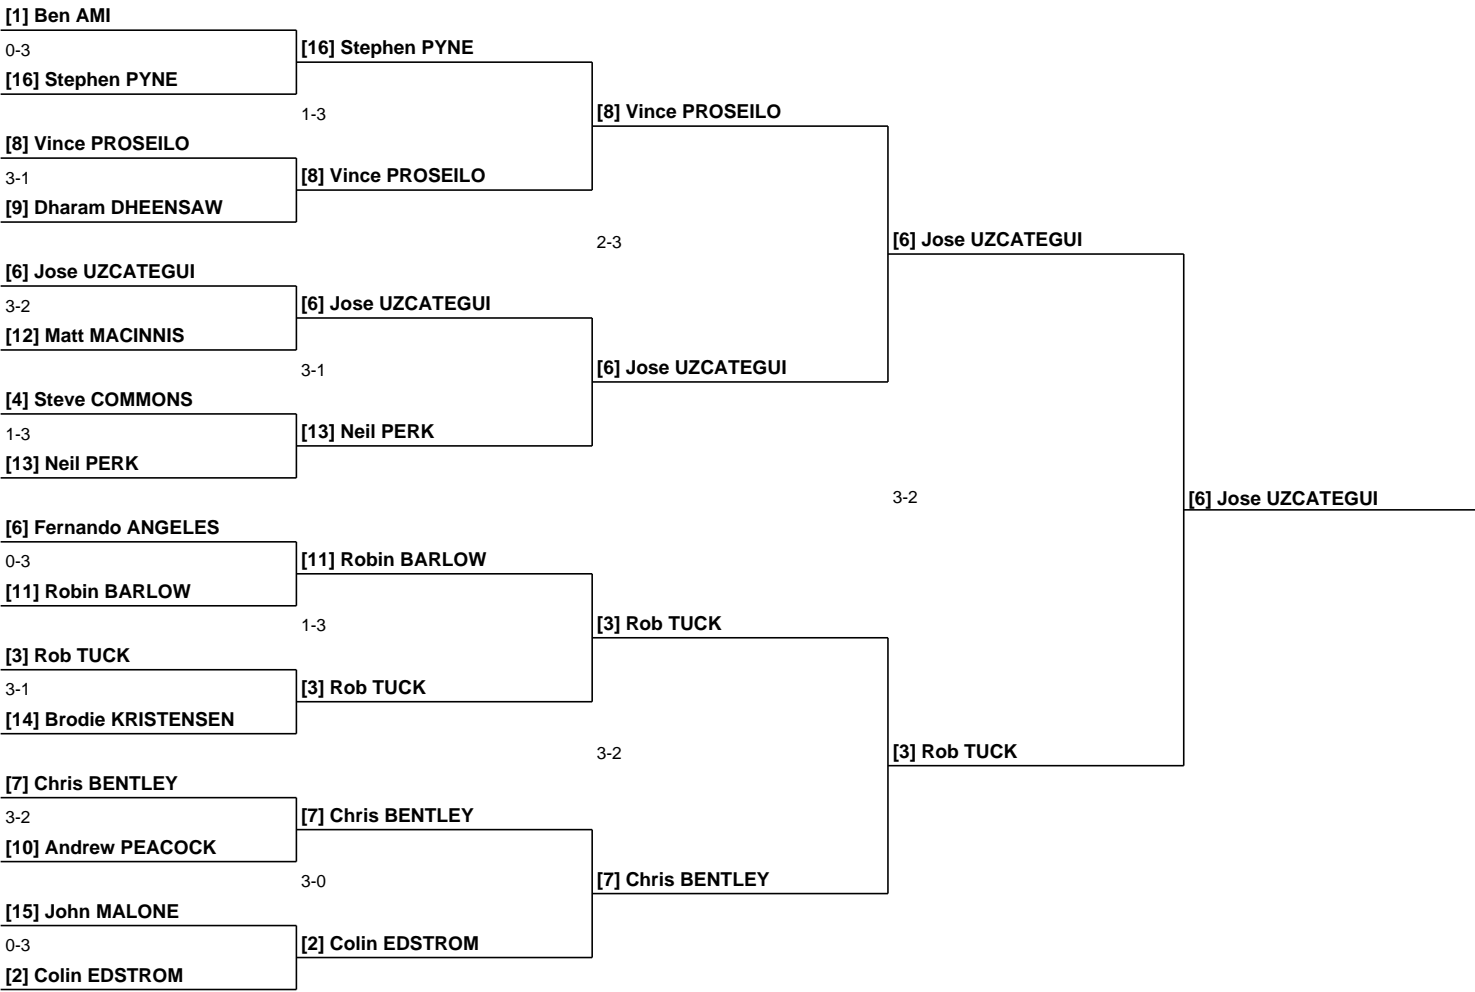 [1] Ben AMI
0-3
[16] Stephen PYNE
[8] Vince PROSEILO
3-1
[9] Dharam DHEENSAW
[6] Jose UZCATEGUI
3-2
[12] Matt MACINNIS
[4] Steve COMMONS
1-3
[13] Neil PERK
[6] Fernando ANGELES
0-3
[11] Robin BARLOW
[3] Rob TUCK
3-1
[14] Brodie KRISTENSEN
[7] Chris BENTLEY
3-2
[10] Andrew PEACOCK
[15] John MALONE
0-3
[2] Colin EDSTROM
[16] Stephen PYNE
1-3
[8] Vince PROSEILO
[6] Jose UZCATEGUI
3-1
[13] Neil PERK
[11] Robin BARLOW
1-3
[3] Rob TUCK
[7] Chris BENTLEY
3-0
[2] Colin EDSTROM
[8] Vince PROSEILO
2-3
[6] Jose UZCATEGUI
[3] Rob TUCK
3-2
[7] Chris BENTLEY
[6] Jose UZCATEGUI
3-2
[3] Rob TUCK
[6] Jose UZCATEGUI